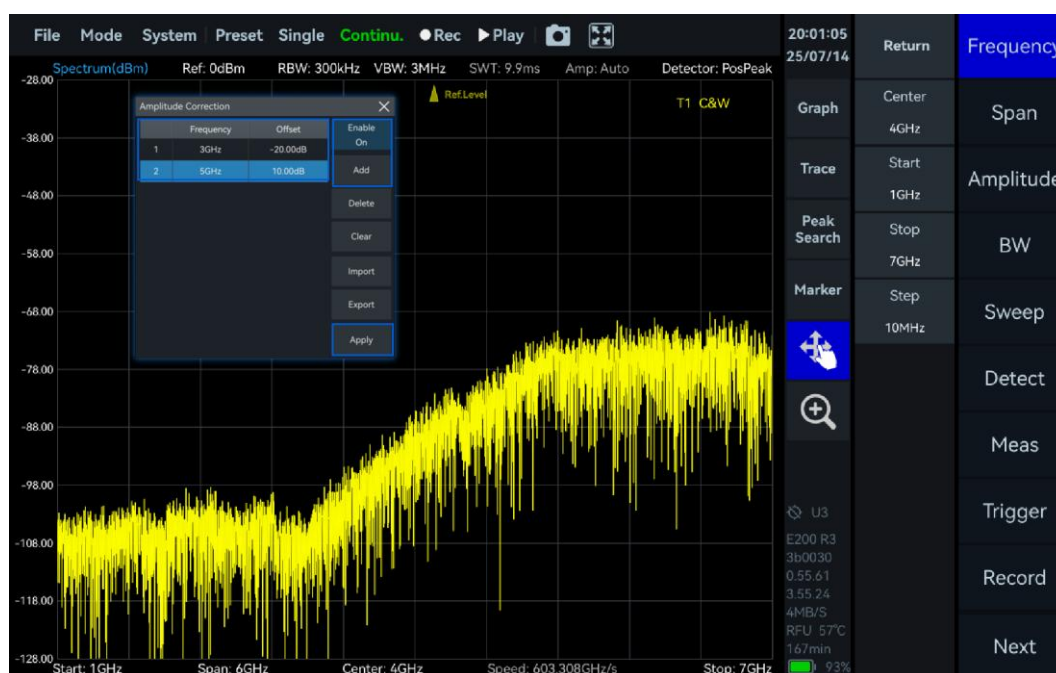 File Mode System Preset Single Continu. Rec Play
Spectrum(dBm) Ref: 0dBm RBW: 300kHz VBW: 3MHz SWT: 9.9ms Amp: Auto Detector: PosPeak
Ref.Level
T1 C&W
-28.00
-38.00
-48.00
-58.00
-68.00
-78.00
-88.00
-98.00
-108.00
-118.00
-128.00
Amplitude Correction
Frequency Offset
1 3GHz -20.00dB
2 5GHz 10.00dB
Enable
On
Add
Delete
Clear
Import
Export
Apply
Start: 1GHz Span: 6GHz Center: 4GHz Speed: 603.308GHz/s Stop: 7GHz
20:01:05
25/07/14
Graph
Trace
Peak
Search
Marker
U3
E200 R3
3b0030
0.55.61
3.55.24
4MB/S
RFU 57°C
167min
93%
Return
Center
4GHz
Start
1GHz
Stop
7GHz
Step
10MHz
Frequency
Span
Amplitude
BW
Sweep
Detect
Meas
Trigger
Record
Next